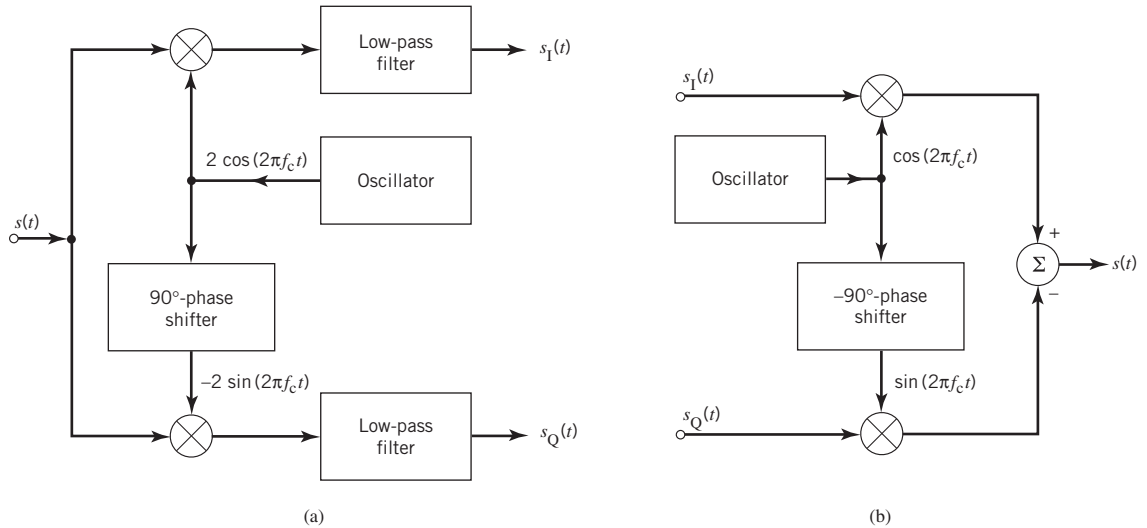 Low-pass
filter
s_I(t)
2 cos (2πf_c t)
Oscillator
s(t)
90°-phase
shifter
–2 sin (2πf_c t)
Low-pass
filter
s_Q(t)
(a)
s_I(t)
cos (2πf_c t)
Oscillator
+
Σ
s(t)
–
–90°-phase
shifter
sin (2πf_c t)
s_Q(t)
(b)